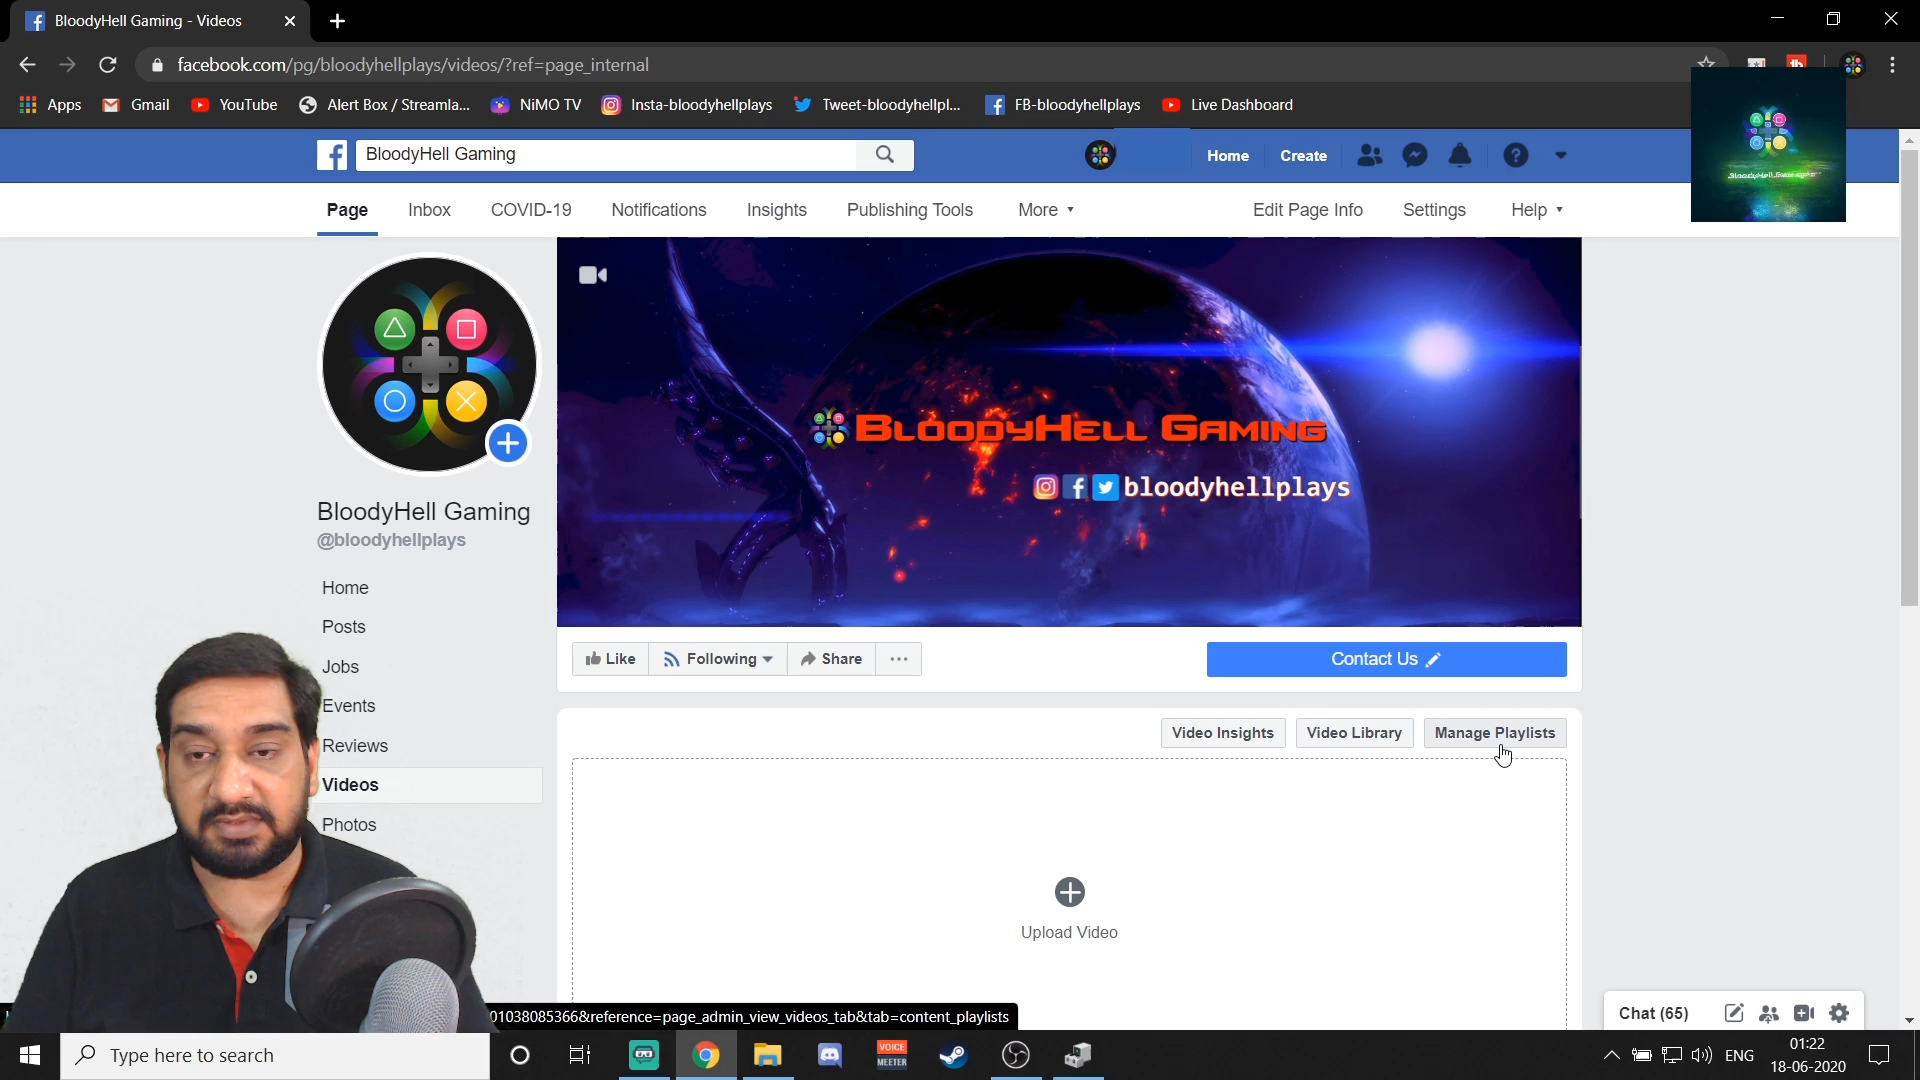 BloodyHell Gaming - Videos
facebook.com/pg/bloodyhellplays/videos/?ref=page_internal
Apps Gmail YouTube Alert Box / Streamla... NiMO TV Insta-bloodyhellplays Tweet-bloodyhellpl... FB-bloodyhellplays Live Dashboard
BloodyHell Gaming
Home Create
Page Inbox COVID-19 Notifications Insights Publishing Tools More Edit Page Info Settings Help
BLOODYHELL GAMING
bloodyhellplays
BloodyHell Gaming
@bloodyhellplays
Home
Posts
Jobs
Events
Reviews
Videos
Photos
Like Following Share ... Contact Us
Video Insights Video Library Manage Playlists
Upload Video
01038085366&reference=page_admin_view_videos_tab&tab=content_playlists
Chat (65)
Type here to search
VOICE
MEETER
ENG
01:22
18-06-2020